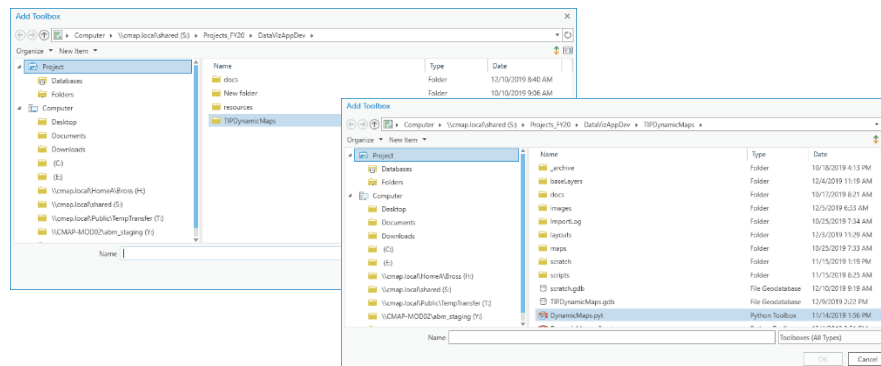 Add Toolbox
Computer ▸ \\cmap.local\shared (S:) ▸ Projects_FY20 ▸ DataVizAppDev ▸
Organize New Item
Project
Databases
Folders
Computer
Desktop
Documents
Downloads
(C:)
(E:)
\\cmap.local\HomeA\Bross (H:)
\\cmap.local\shared (S:)
\\cmap.local\Public\TempTransfer (T:)
\\CMAP-MOD02\abm_staging (Y:)
Name Type Date
docs Folder 12/10/2019 8:40 AM
New folder Folder 10/10/2019 9:06 AM
resources Folder
TIPDynamicMaps
Name
Add Toolbox
Computer ▸ \\cmap.local\shared (S:) ▸ Projects_FY20 ▸ DataVizAppDev ▸ TIPDynamicMaps ▸
Organize New Item
Project
Databases
Folders
Computer
Desktop
Documents
Downloads
(C:)
(E:)
\\cmap.local\HomeA\Bross (H:)
\\cmap.local\shared (S:)
\\cmap.local\Public\TempTransfer (T:)
\\CMAP-MOD02\abm_staging (Y:)
Name Type Date
_archive Folder 10/18/2019 4:13 PM
baseLayers Folder 12/4/2019 11:19 AM
docs Folder 10/17/2019 8:21 AM
images Folder 12/5/2019 6:33 AM
ImportLog Folder 10/25/2019 7:34 AM
layouts Folder 12/3/2019 11:29 AM
maps Folder 10/25/2019 7:33 AM
scratch Folder 11/15/2019 1:19 PM
scripts Folder 11/15/2019 8:25 AM
scratch.gdb File Geodatabase 12/10/2019 9:19 AM
TIPDynamicMaps.gdb File Geodatabase 12/9/2019 2:22 PM
DynamicMaps.pyt Python Toolbox 11/14/2019 1:56 PM
Name
Toolboxes (All Types)
OK Cancel